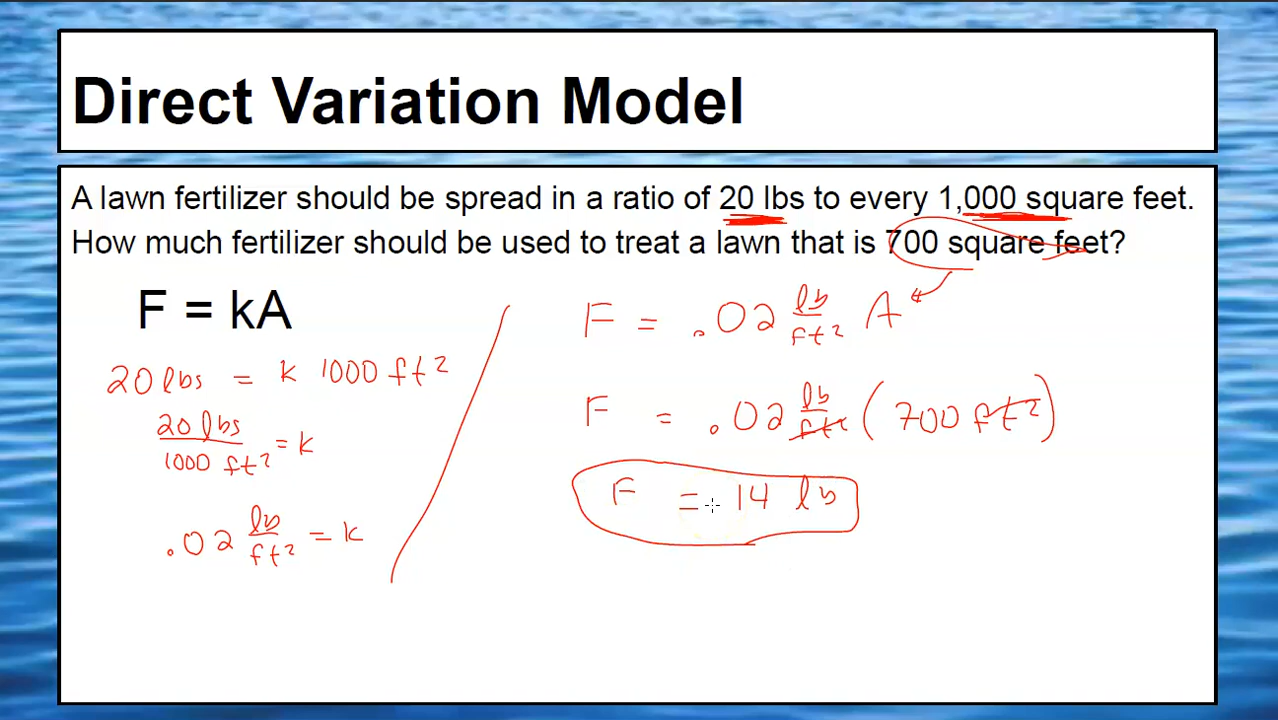 Direct Variation Model
A lawn fertilizer should be spread in a ratio of 20 lbs to every 1,000 square feet.
How much fertilizer should be used to treat a lawn that is 700 square feet?
F = kA
20 lbs = k 1000 ft²
20 lbs / 1000 ft² = k
.02 lb / ft² = k
F = .02 lb / ft² A
F = .02 lb / ft² (700 ft²)
F = 14 lb